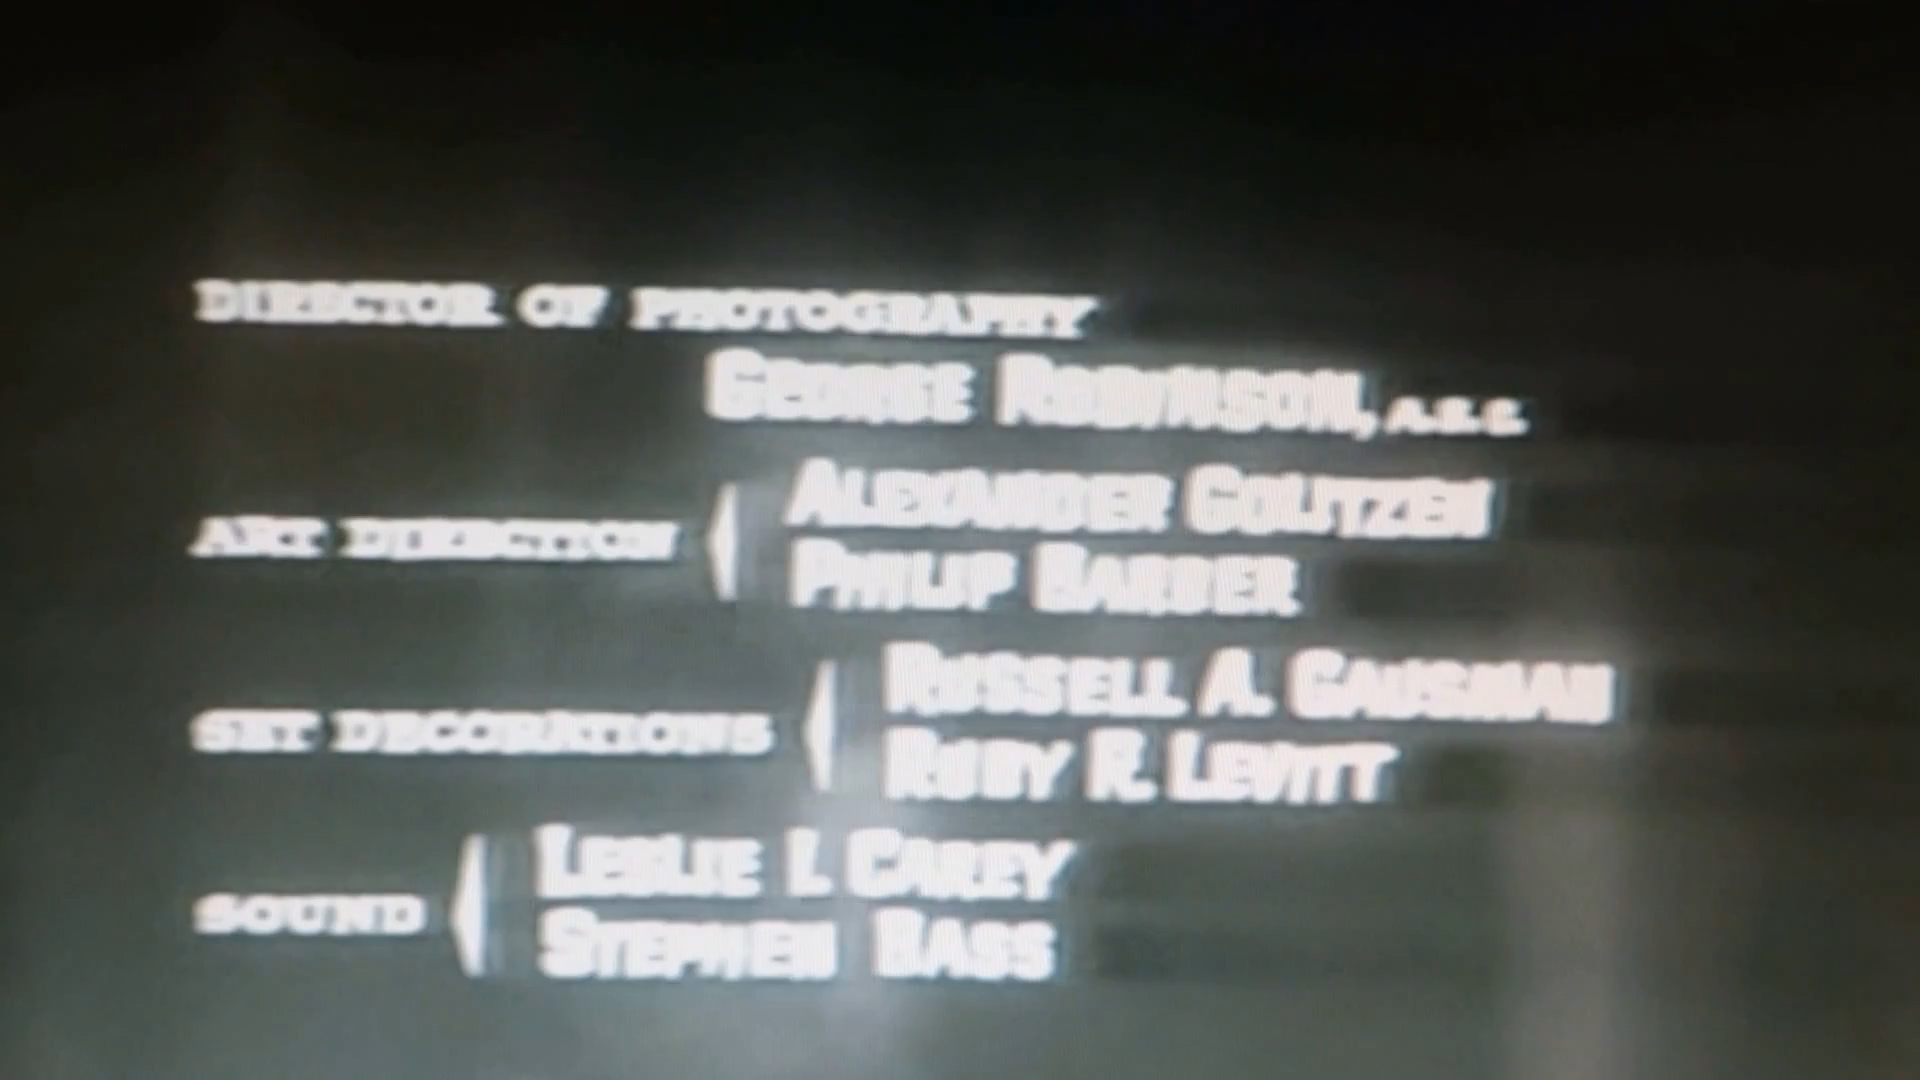 DIRECTOR OF PHOTOGRAPHY
GEORGE ROBINSON, A.S.C.
ART DIRECTION
ALEXANDER GOLITZEN
PHILIP BARBER
SET DECORATIONS
RUSSELL A. GAUSMAN
RUBY R. LEVITT
SOUND
LESLIE I. CAREY
STEPHEN BASS